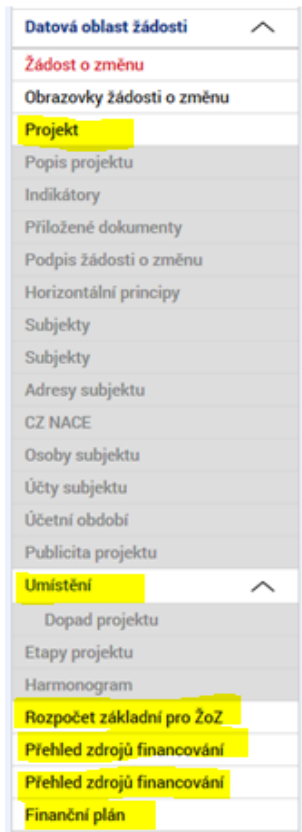 Datová oblast žádosti
Žádost o změnu
Obrazovky žádosti o změnu
Projekt
Popis projektu
Indikátory
Přiložené dokumenty
Podpis žádosti o změnu
Horizontální principy
Subjekty
Subjekty
Adresy subjektu
CZ NACE
Osoby subjektu
Účty subjektu
Účetní období
Publicita projektu
Umístění
Dopad projektu
Etapy projektu
Harmonogram
Rozpočet základní pro ŽoZ
Přehled zdrojů financování
Přehled zdrojů financování
Finanční plán